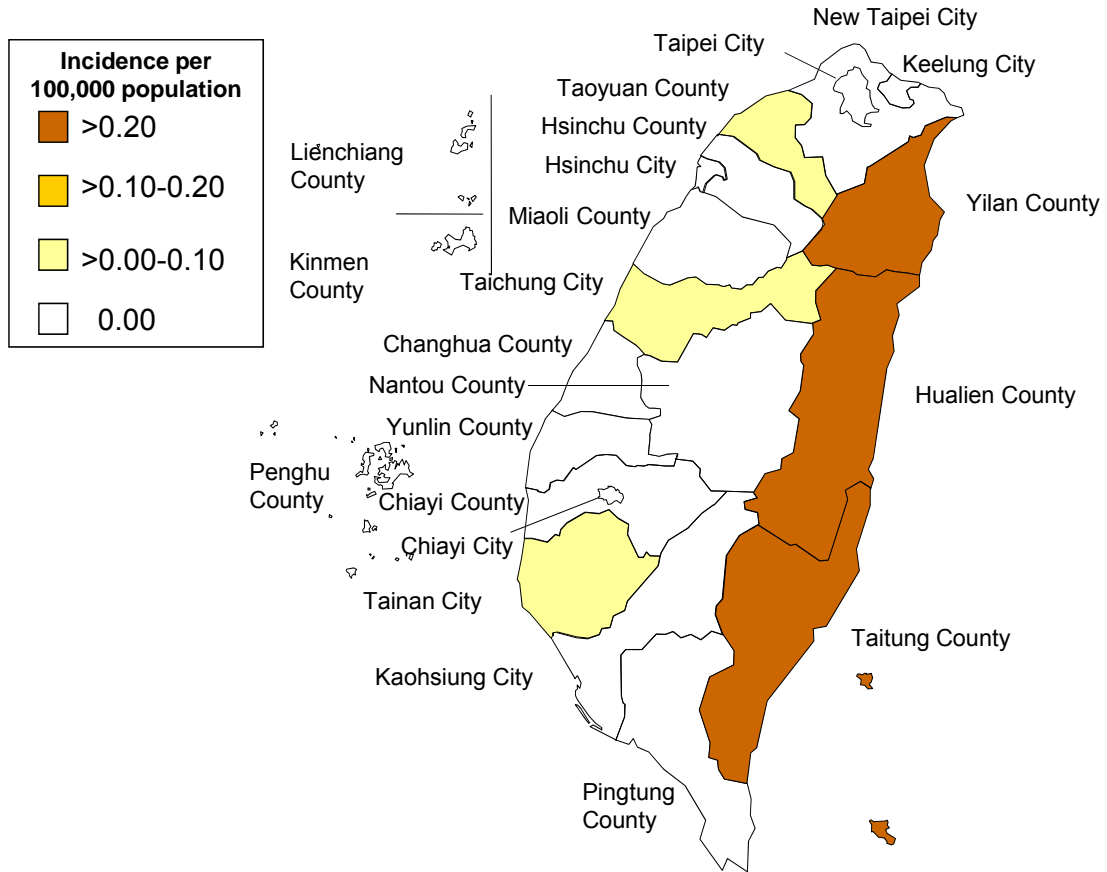 Incidence per
100,000 population
>0.20
>0.10-0.20
>0.00-0.10
0.00
New Taipei City
Taipei City
Keelung City
Taoyuan County
Hsinchu County
Lienchiang
County
Hsinchu City
Yilan County
Miaoli County
Kinmen
County
Taichung City
Changhua County
Nantou County
Hualien County
Yunlin County
Penghu
County
Chiayi County
Chiayi City
Tainan City
Taitung County
Kaohsiung City
Pingtung
County